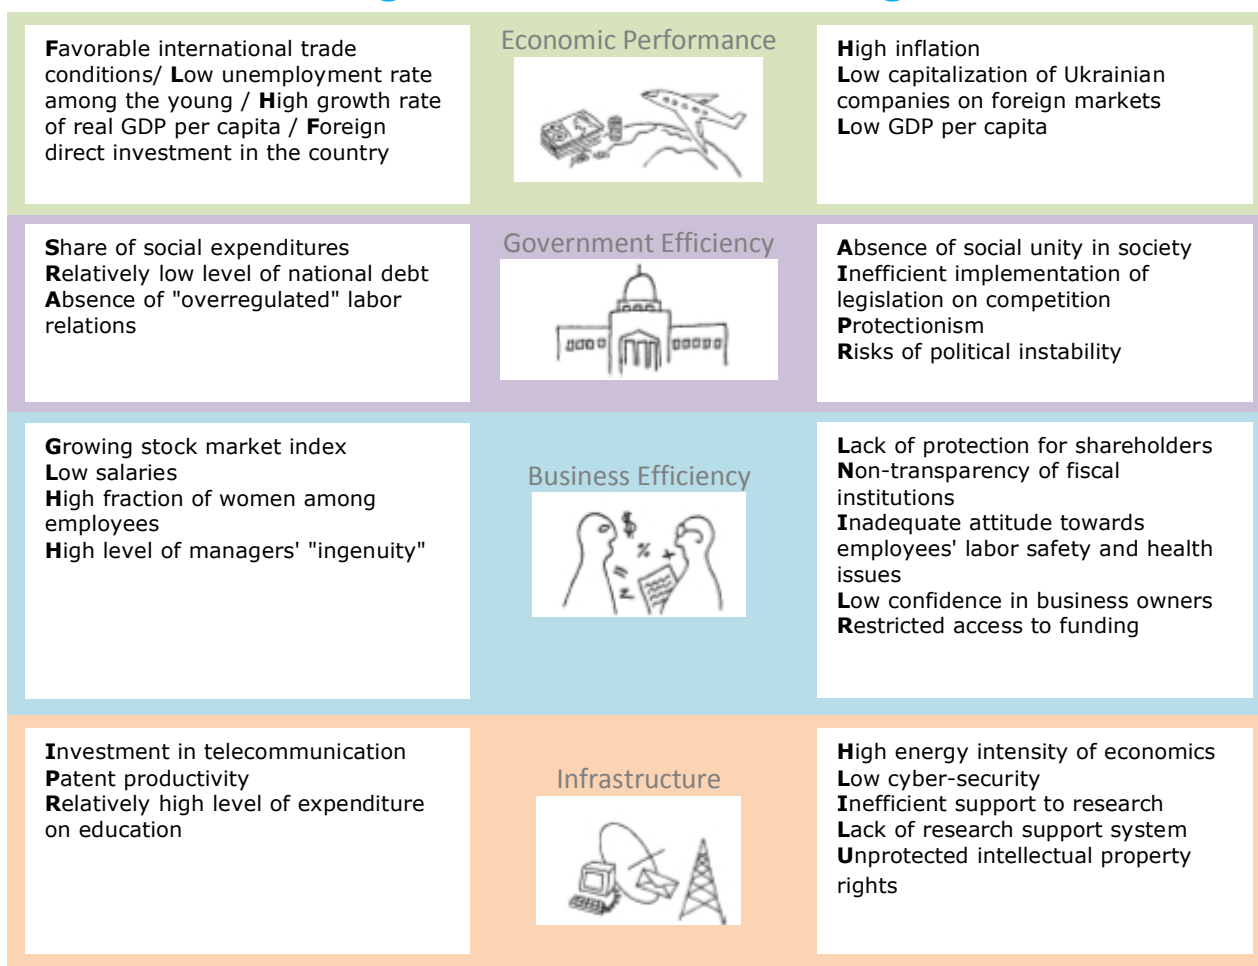 Economic Performance
Favorable international trade
conditions/ Low unemployment rate
among the young / High growth rate
of real GDP per capita / Foreign
direct investment in the country
High inflation
Low capitalization of Ukrainian
companies on foreign markets
Low GDP per capita
Government Efficiency
Share of social expenditures
Relatively low level of national debt
Absence of "overregulated" labor
relations
Absence of social unity in society
Inefficient implementation of
legislation on competition
Protectionism
Risks of political instability
Business Efficiency
Growing stock market index
Low salaries
High fraction of women among
employees
High level of managers' "ingenuity"
$
%
+
=
Lack of protection for shareholders
Non-transparency of fiscal
institutions
Inadequate attitude towards
employees' labor safety and health
issues
Low confidence in business owners
Restricted access to funding
Infrastructure
Investment in telecommunication
Patent productivity
Relatively high level of expenditure
on education
High energy intensity of economics
Low cyber-security
Inefficient support to research
Lack of research support system
Unprotected intellectual property
rights